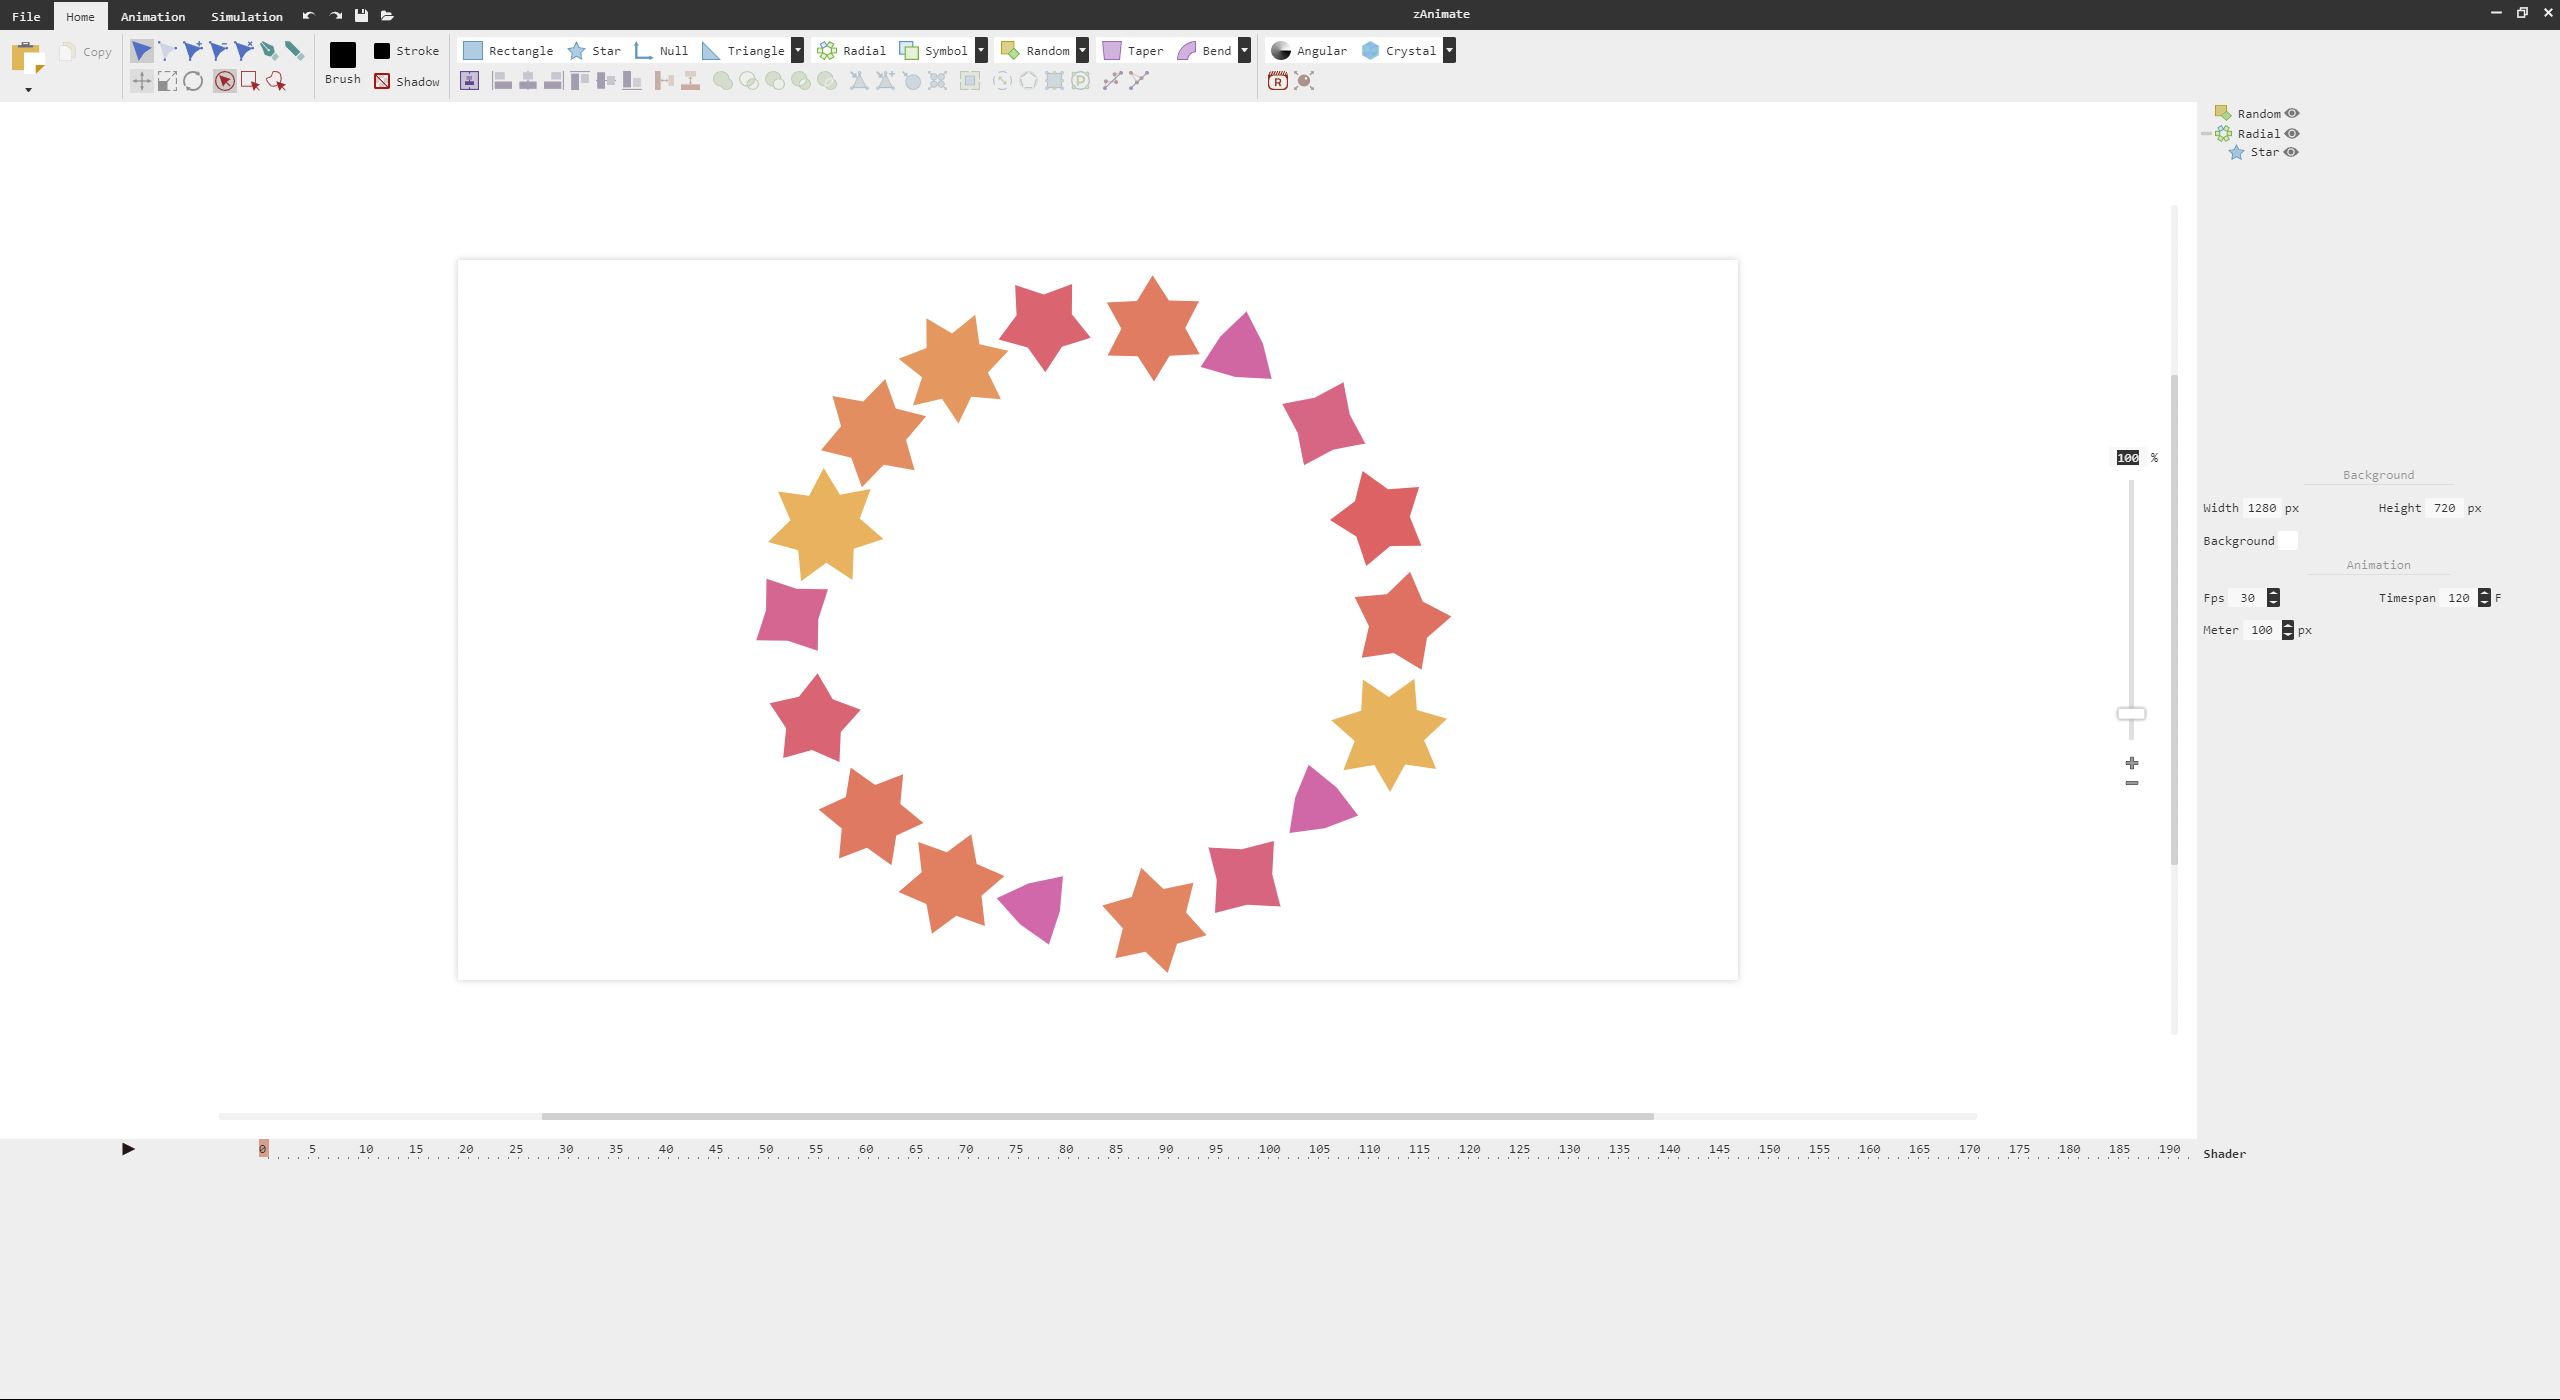 File Home Animation Simulation zAnimate
Copy Brush Stroke Rectangle Star Null Triangle Radial Symbol Random Taper Bend Angular Crystal
Shadow P R
Random
Radial
Star
100 %
Background
Width 1280 px Height 720 px
Background
Animation
Fps 30 Timespan 120 F
Meter 100 px
0 5 10 15 20 25 30 35 40 45 50 55 60 65 70 75 80 85 90 95 100 105 110 115 120 125 130 135 140 145 150 155 160 165 170 175 180 185 190
Shader